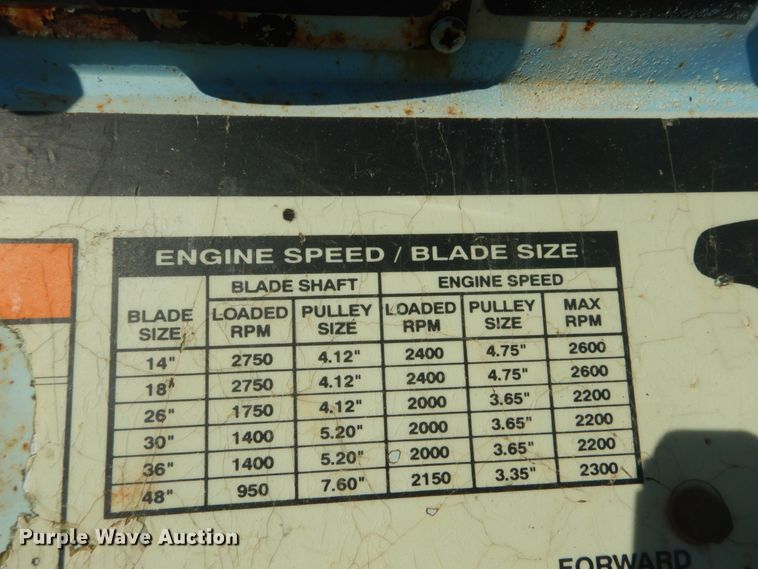 ENGINE SPEED / BLADE SIZE
BLADE SHAFT ENGINE SPEED
BLADE SIZE LOADED RPM PULLEY SIZE LOADED RPM PULLEY SIZE MAX RPM
14" 2750 4.12" 2400 4.75" 2600
18" 2750 4.12" 2400 4.75" 2600
26" 1750 4.12" 2000 3.65" 2200
30" 1400 5.20" 2000 3.65" 2200
36" 1400 5.20" 2000 3.65" 2200
48" 950 7.60" 2150 3.35" 2300
Purple Wave Auction
FORWARD